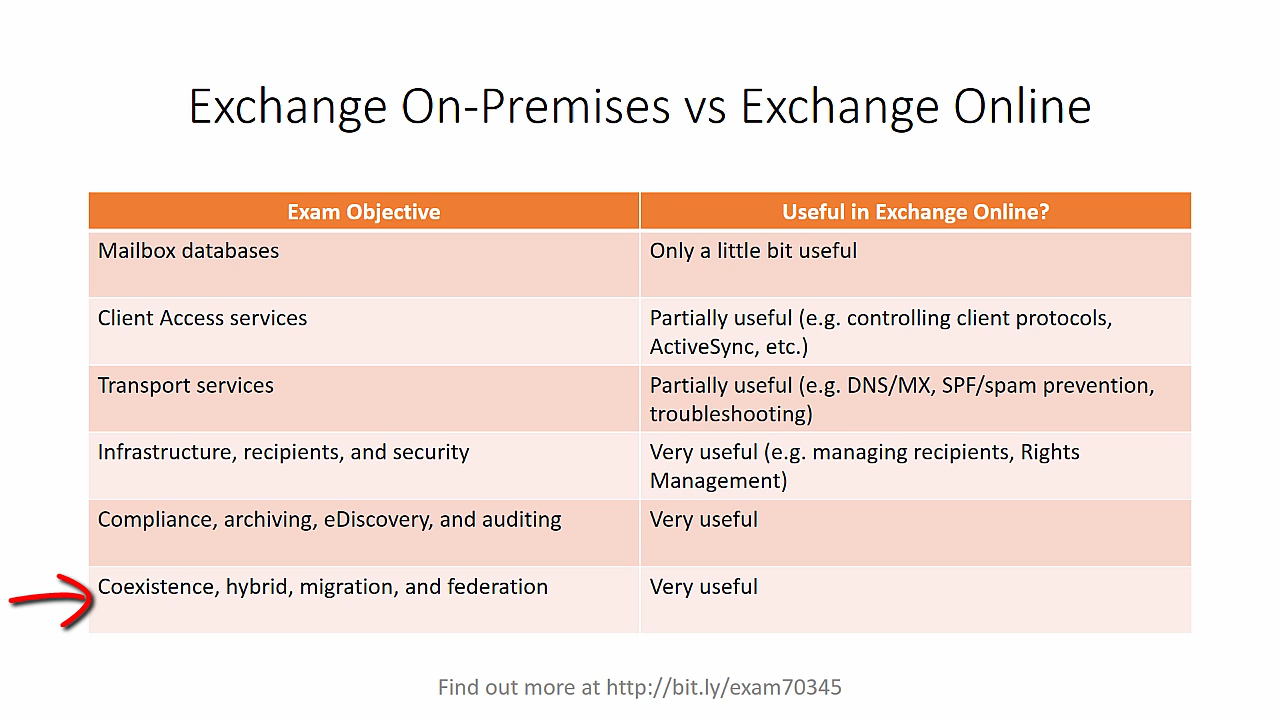 Exchange On-Premises vs Exchange Online
Exam Objective
Useful in Exchange Online?
Mailbox databases
Only a little bit useful
Client Access services
Partially useful (e.g. controlling client protocols,
ActiveSync, etc.)
Transport services
Partially useful (e.g. DNS/MX, SPF/spam prevention,
troubleshooting)
Infrastructure, recipients, and security
Very useful (e.g. managing recipients, Rights
Management)
Compliance, archiving, eDiscovery, and auditing
Very useful
Coexistence, hybrid, migration, and federation
Very useful
Find out more at http://bit.ly/exam70345